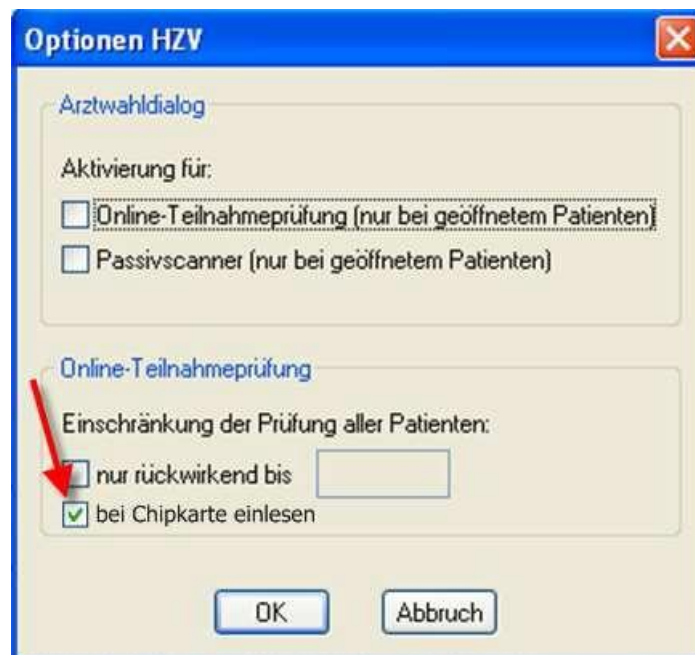 Optionen HZV
Arztwahldialog
Aktivierung für:
Online-Teilnahmeprüfung (nur bei geöffnetem Patienten)
Passivscanner (nur bei geöffnetem Patienten)
Online-Teilnahmeprüfung
Einschränkung der Prüfung aller Patienten:
nur rückwirkend bis
bei Chipkarte einlesen
OK Abbruch